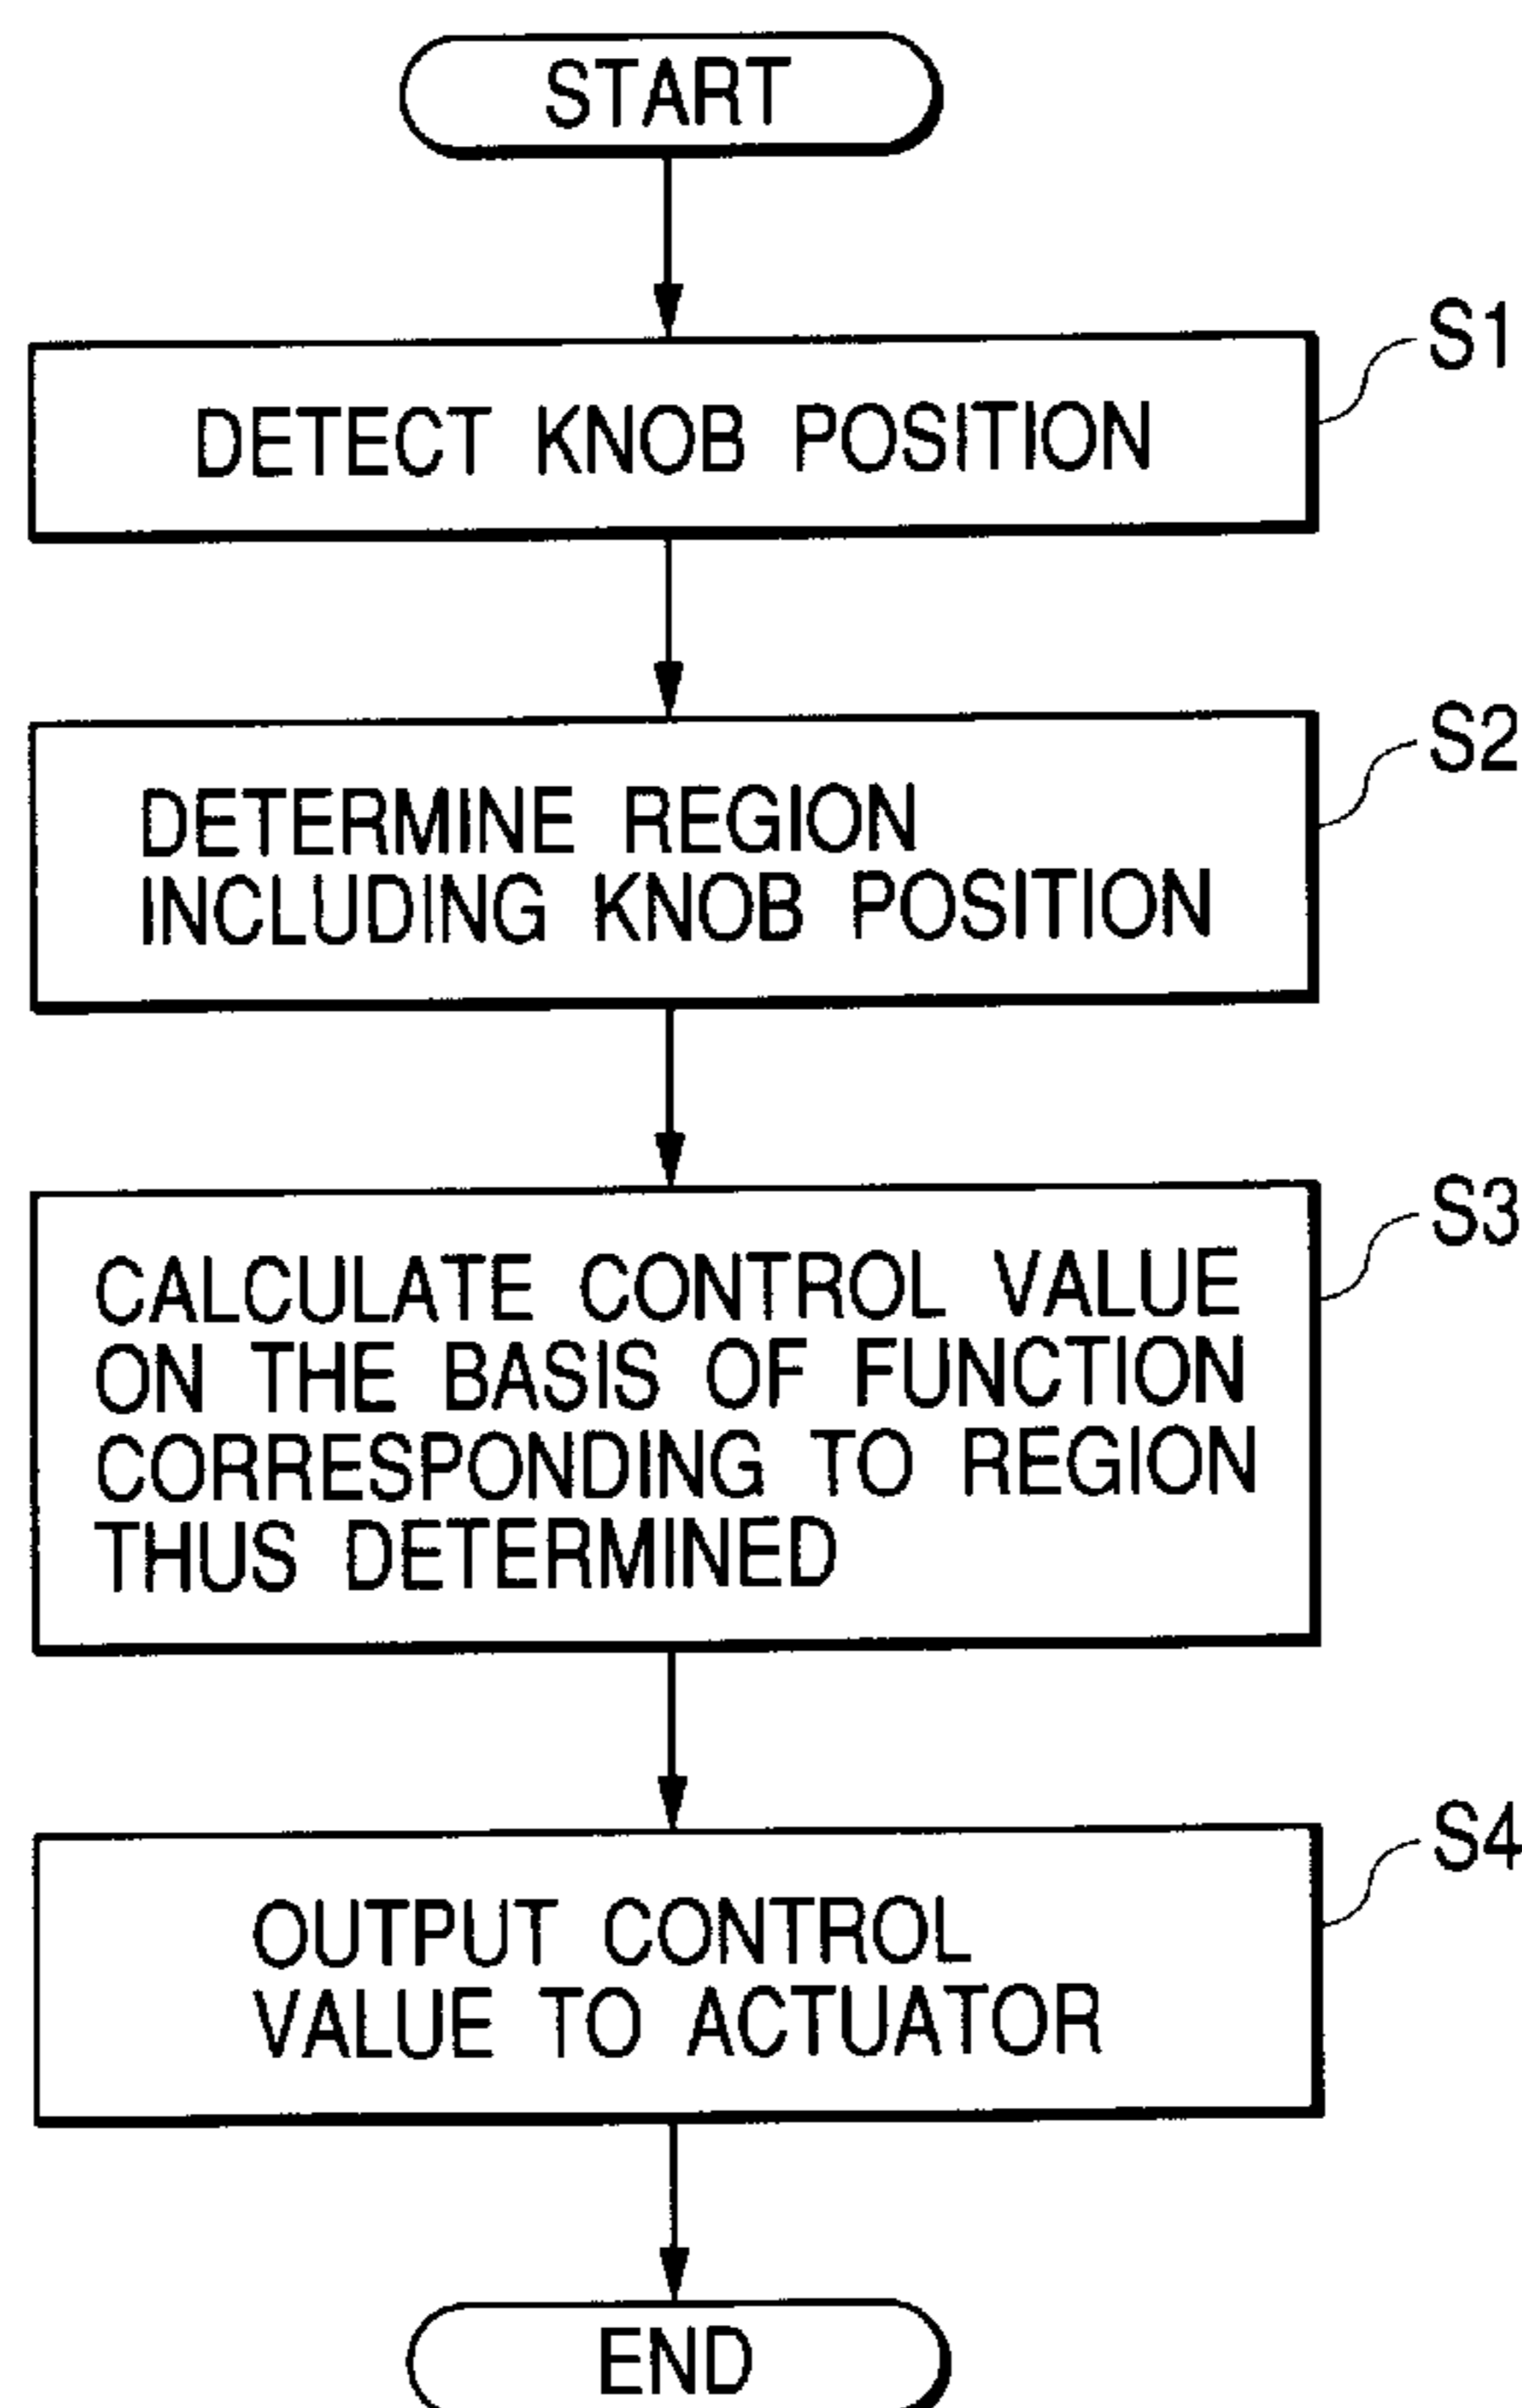 START
S1
DETECT KNOB POSITION
S2
DETERMINE REGION
INCLUDING KNOB POSITION
S3
CALCULATE CONTROL VALUE
ON THE BASIS OF FUNCTION
CORRESPONDING TO REGION
THUS DETERMINED
S4
OUTPUT CONTROL
VALUE TO ACTUATOR
END